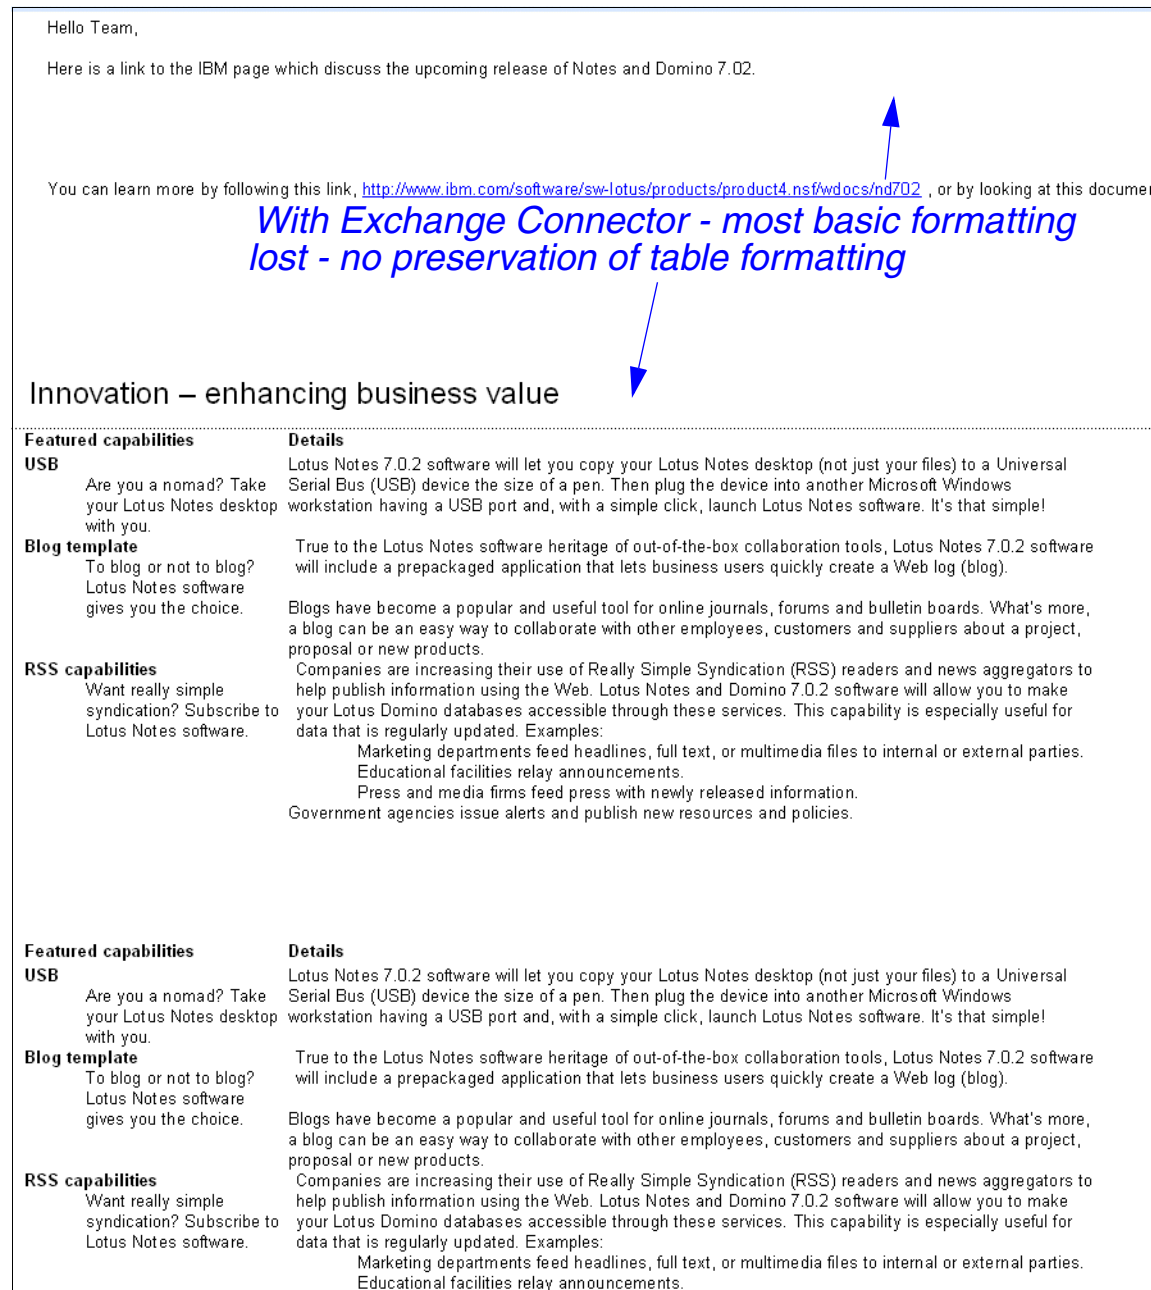 Hello Team,
Here is a link to the IBM page which discuss the upcoming release of Notes and Domino 7.02.
You can learn more by following this link, http://www.ibm.com/software/sw-lotus/products/product4.nsf/wdocs/nd702 , or by looking at this documen
With Exchange Connector - most basic formatting
lost - no preservation of table formatting
Innovation – enhancing business value
Featured capabilities Details
USB Lotus Notes 7.0.2 software will let you copy your Lotus Notes desktop (not just your files) to a Universal
Are you a nomad? Take Serial Bus (USB) device the size of a pen. Then plug the device into another Microsoft Windows
your Lotus Notes desktop workstation having a USB port and, with a simple click, launch Lotus Notes software. It's that simple!
with you.
Blog template True to the Lotus Notes software heritage of out-of-the-box collaboration tools, Lotus Notes 7.0.2 software
To blog or not to blog? will include a prepackaged application that lets business users quickly create a Web log (blog).
Lotus Notes software
gives you the choice. Blogs have become a popular and useful tool for online journals, forums and bulletin boards. What's more,
a blog can be an easy way to collaborate with other employees, customers and suppliers about a project,
proposal or new products.
RSS capabilities Companies are increasing their use of Really Simple Syndication (RSS) readers and news aggregators to
Want really simple help publish information using the Web. Lotus Notes and Domino 7.0.2 software will allow you to make
syndication? Subscribe to your Lotus Domino databases accessible through these services. This capability is especially useful for
Lotus Notes software. data that is regularly updated. Examples:
Marketing departments feed headlines, full text, or multimedia files to internal or external parties.
Educational facilities relay announcements.
Press and media firms feed press with newly released information.
Government agencies issue alerts and publish new resources and policies.
Featured capabilities Details
USB Lotus Notes 7.0.2 software will let you copy your Lotus Notes desktop (not just your files) to a Universal
Are you a nomad? Take Serial Bus (USB) device the size of a pen. Then plug the device into another Microsoft Windows
your Lotus Notes desktop workstation having a USB port and, with a simple click, launch Lotus Notes software. It's that simple!
with you.
Blog template True to the Lotus Notes software heritage of out-of-the-box collaboration tools, Lotus Notes 7.0.2 software
To blog or not to blog? will include a prepackaged application that lets business users quickly create a Web log (blog).
Lotus Notes software
gives you the choice. Blogs have become a popular and useful tool for online journals, forums and bulletin boards. What's more,
a blog can be an easy way to collaborate with other employees, customers and suppliers about a project,
proposal or new products.
RSS capabilities Companies are increasing their use of Really Simple Syndication (RSS) readers and news aggregators to
Want really simple help publish information using the Web. Lotus Notes and Domino 7.0.2 software will allow you to make
syndication? Subscribe to your Lotus Domino databases accessible through these services. This capability is especially useful for
Lotus Notes software. data that is regularly updated. Examples:
Marketing departments feed headlines, full text, or multimedia files to internal or external parties.
Educational facilities relay announcements.